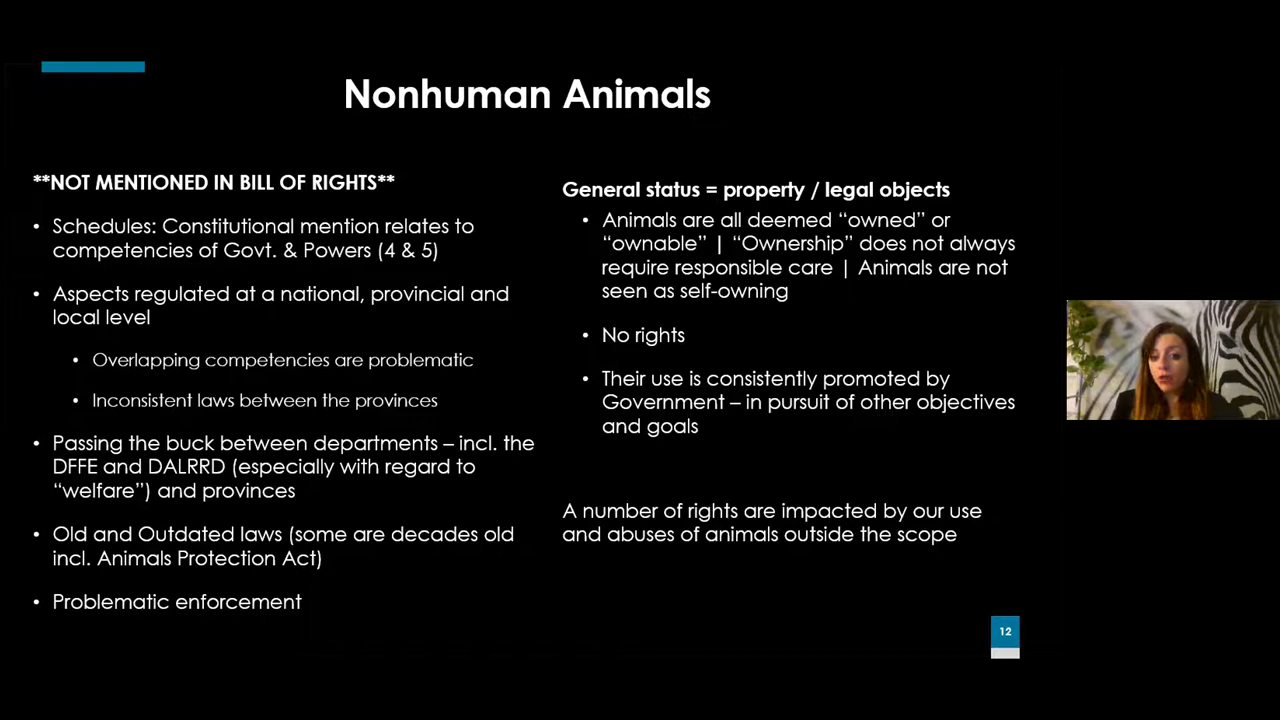 Nonhuman Animals
**NOT MENTIONED IN BILL OF RIGHTS**
• Schedules: Constitutional mention relates to
competencies of Govt. & Powers (4 & 5)
• Aspects regulated at a national, provincial and
local level
• Overlapping competencies are problematic
• Inconsistent laws between the provinces
• Passing the buck between departments – incl. the
DFFE and DALRRD (especially with regard to
“welfare”) and provinces
• Old and Outdated laws (some are decades old
incl. Animals Protection Act)
• Problematic enforcement
General status = property / legal objects
• Animals are all deemed “owned” or
“ownable” | “Ownership” does not always
require responsible care | Animals are not
seen as self-owning
• No rights
• Their use is consistently promoted by
Government – in pursuit of other objectives
and goals
A number of rights are impacted by our use
and abuses of animals outside the scope
12